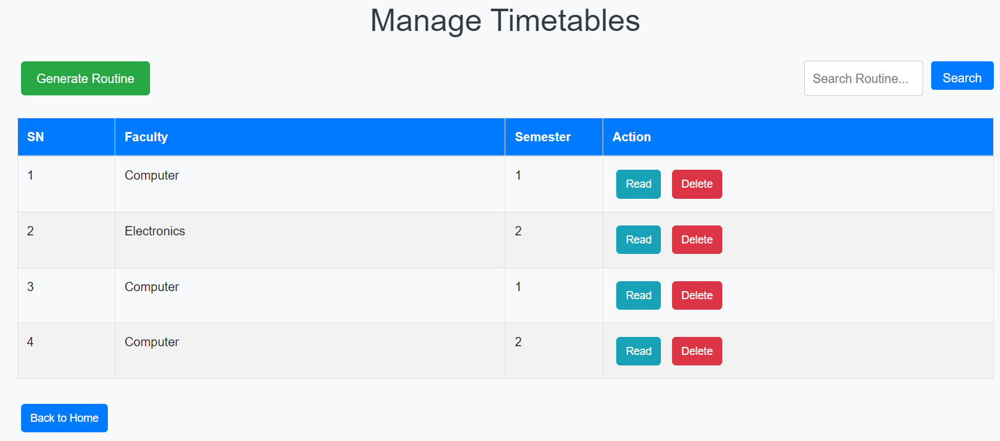 Manage Timetables
Generate Routine Search Routine... Search
SN Faculty Semester Action
1 Computer 1 Read Delete
2 Electronics 2 Read Delete
3 Computer 1 Read Delete
4 Computer 2 Read Delete
Back to Home